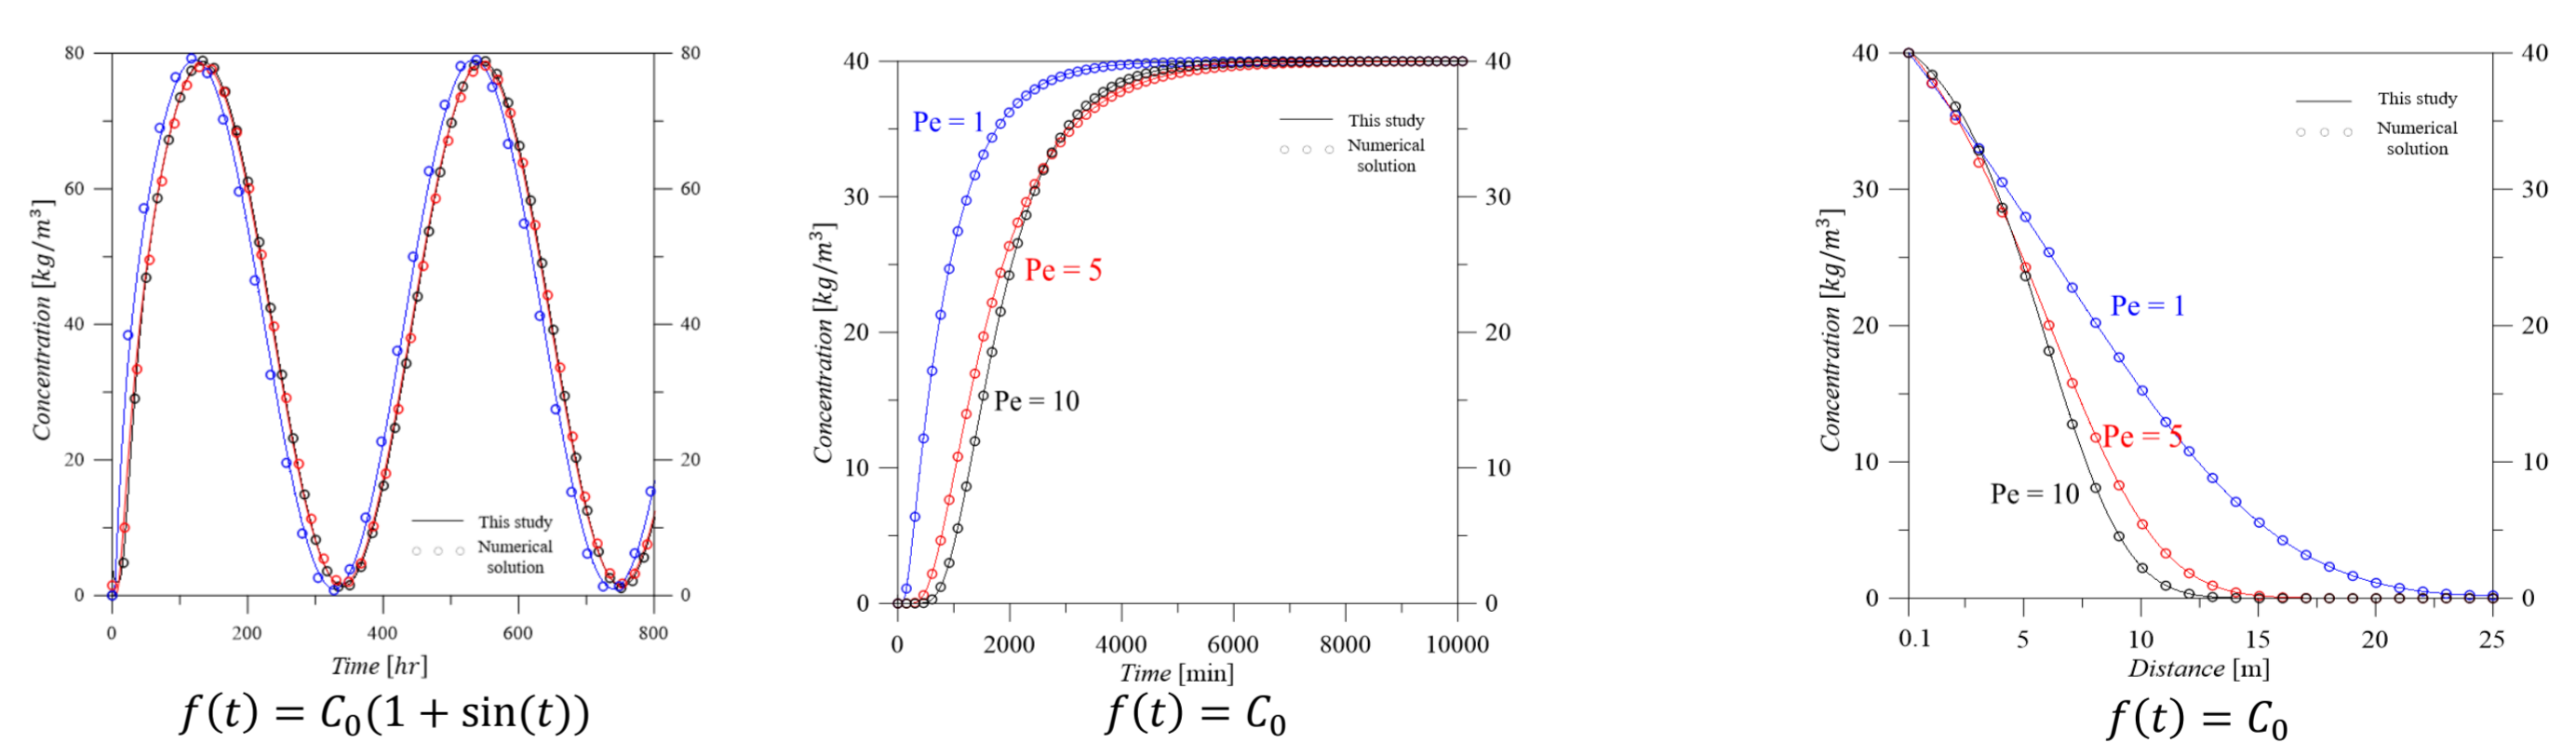 80
60
40
20
0
80
60
40
20
0
Concentration [kg/m³]
This study
Numerical
solution
0
200
400
600
800
Time [hr]
f(t) = C₀(1 + sin(t))
40
30
20
10
0
40
30
20
10
0
Concentration [kg/m³]
Pe = 1
Pe = 5
Pe = 10
This study
Numerical
solution
0
2000
4000
6000
8000
10000
Time [min]
f(t) = C₀
40
30
20
10
0
40
30
20
10
0
Concentration [kg/m³]
This study
Numerical
solution
Pe = 1
Pe = 5
Pe = 10
0.1
5
10
15
20
25
Distance [m]
f(t) = C₀